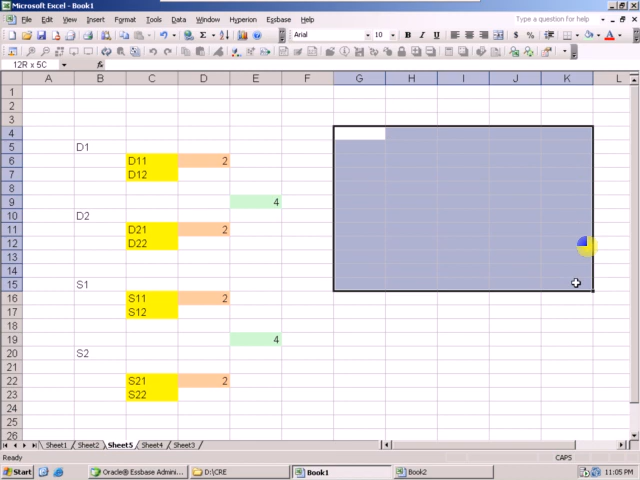 Microsoft Excel - Book1
File Edit View Insert Format Tools Data Window Hyperion Essbase Help
Type a question for help
Arial 10 B I U $ %
12R x 5C fx
A B C D E F G H I J K L
1
2
3
4
5 D1
6 D11 2
7 D12
8
9 4
10 D2
11 D21 2
12 D22
13
14
15 S1
16 S11 2
17 S12
18
19 4
20 S2
21
22 S21 2
23 S22
24
25
26
Sheet1 Sheet2 Sheet5 Sheet4 Sheet3
Ready CAPS
Start Oracle® Essbase Admini... D:\CRE Book1 Book2 11:05 PM